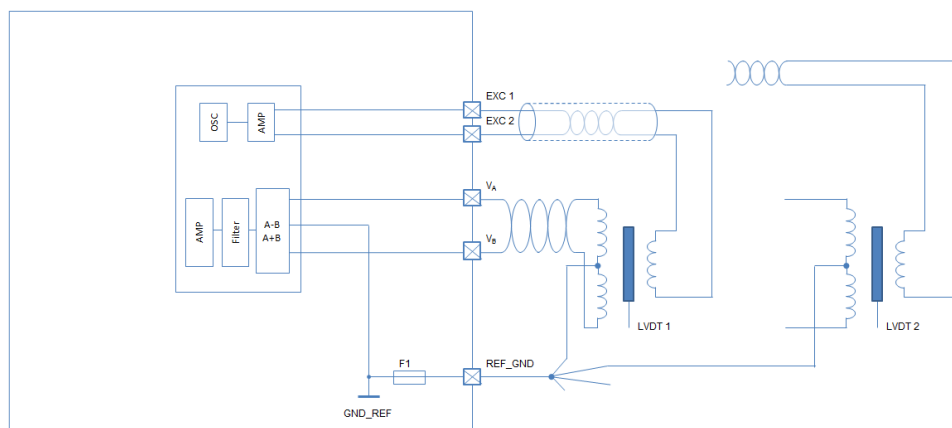 EXC 1
OSC
AMP
EXC 2
VA
AMP
Filter
A-B
A+B
VB
LVDT 1
LVDT 2
F1
REF_GND
GND_REF